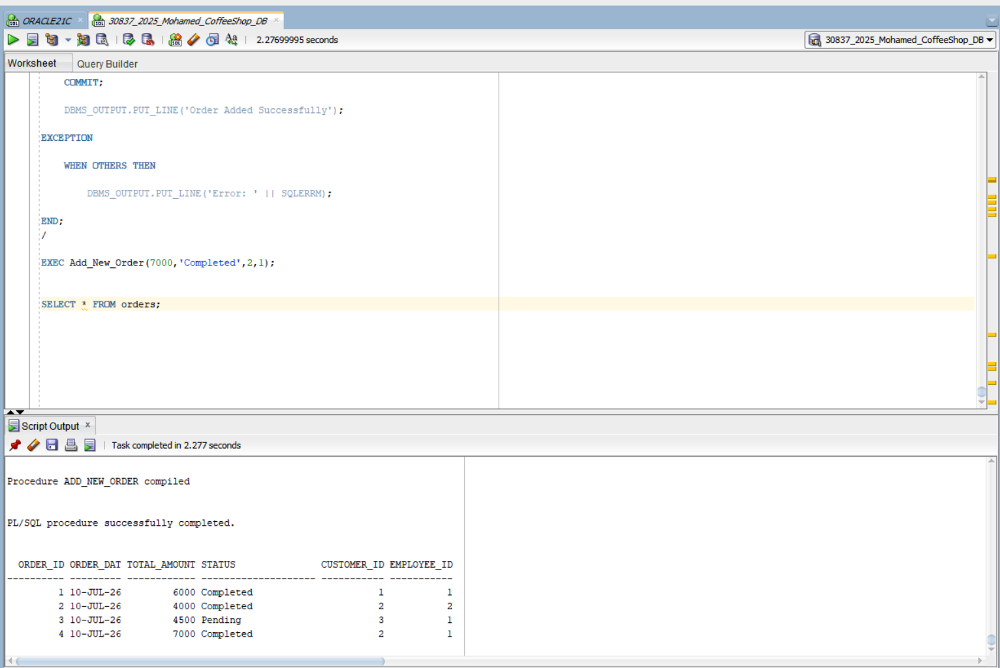 ORACLE21C × 30837_2025_Mohamed_CoffeeShop_DB ×
2.27699995 seconds 30837_2025_Mohamed_CoffeeShop_DB
Worksheet Query Builder
COMMIT;
DBMS_OUTPUT.PUT_LINE('Order Added Successfully');
EXCEPTION
WHEN OTHERS THEN
DBMS_OUTPUT.PUT_LINE('Error: ' || SQLERRM);
END;
/
EXEC Add_New_Order(7000,'Completed',2,1);
SELECT * FROM orders;
Script Output x
Task completed in 2.277 seconds
Procedure ADD_NEW_ORDER compiled
PL/SQL procedure successfully completed.
ORDER_ID ORDER_DAT TOTAL_AMOUNT STATUS CUSTOMER_ID EMPLOYEE_ID
---------- --------- ------------ -------------------- ----------- -----------
1 10-JUL-26 6000 Completed 1 1
2 10-JUL-26 4000 Completed 2 2
3 10-JUL-26 4500 Pending 3 1
4 10-JUL-26 7000 Completed 2 1